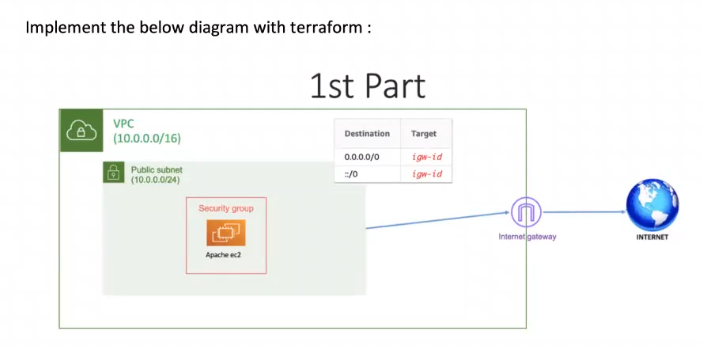 Implement the below diagram with terraform :
1st Part
VPC
(10.0.0.0/16)
Destination Target
0.0.0.0/0 igw-id
::/0 igw-id
Public subnet
(10.0.0.0/24)
Security group
Apache ec2
Internet gateway
INTERNET